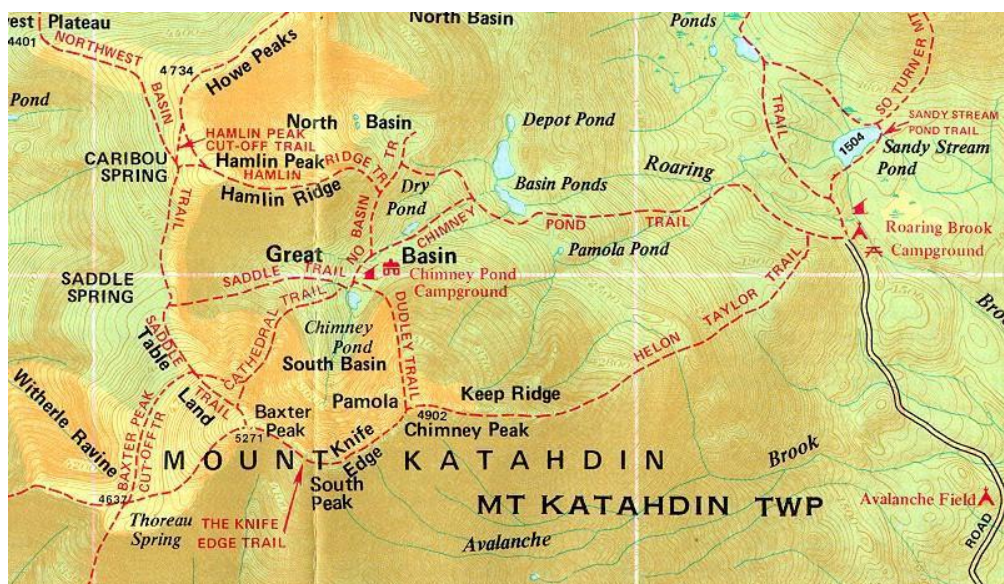 North Basin
Ponds
west Plateau
4401
NORTHWEST
BASIN
4734
Howe Peaks
TRAIL
SO TURNER MT
SANDY STREAM
POND TRAIL
1504
Sandy Stream
Pond
Pond
HAMLIN PEAK
CUT-OFF TRAIL
North Basin
Depot Pond
CARIBOU
SPRING
Hamlin Peak
HAMLIN RIDGE TR
Hamlin Ridge
TRAIL
NO BASIN TR
Dry
Pond
Basin Ponds
Roaring
CHIMNEY POND TRAIL
Roaring Brook
Campground
Great Basin
Pamola Pond
SADDLE
SPRING
SADDLE TRAIL
Chimney Pond
Campground
CATHEDRAL TRAIL
Chimney
Pond
DUDLEY TRAIL
HELON TAYLOR TRAIL
Bro
SADDLE TRAIL
Table
Land
South Basin
Witherle Ravine
BAXTER PEAK
CUT-OFF TR
Baxter
Peak
5271
Pamola
4902
Keep Ridge
Chimney Peak
Knife
Edge
South
Peak
MOUNT KATAHDIN
Brook
4637
Thoreau
Spring
THE KNIFE
EDGE TRAIL
MT KATAHDIN TWP
Avalanche
Avalanche Field
ROAD